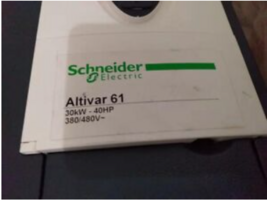 Schneider
Electric
Altivar 61
30kW - 40HP
380/480V~